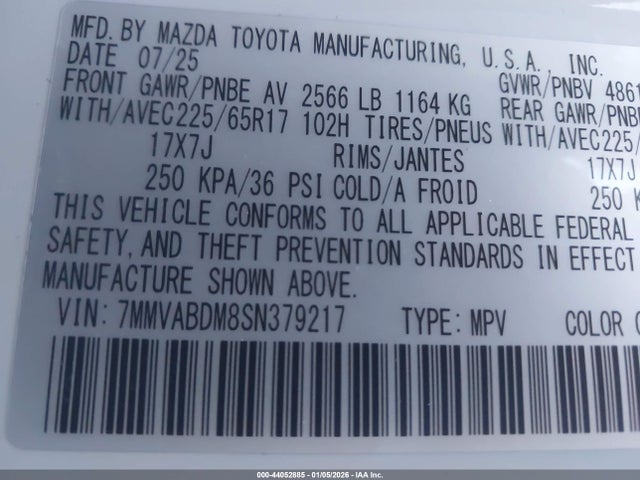 MFD. BY MAZDA TOYOTA MANUFACTURING, U.S.A., INC.
DATE 07/25 GVWR/PNBV 4861
FRONT GAWR/PNBE AV 2566 LB 1164 KG REAR GAWR/PNB
WITH/AVEC225/65R17 102H TIRES/PNEUS WITH/AVEC225/
17X7J RIMS/JANTES 17X7J
250 KPA/36 PSI COLD/A FROID 250 K
THIS VEHICLE CONFORMS TO ALL APPLICABLE FEDERAL
SAFETY, AND THEFT PREVENTION STANDARDS IN EFFECT
MANUFACTURE SHOWN ABOVE.
VIN: 7MMVABDM8SN379217 TYPE: MPV COLOR
000-44052885 - 01/05/2026 - IAA Inc.